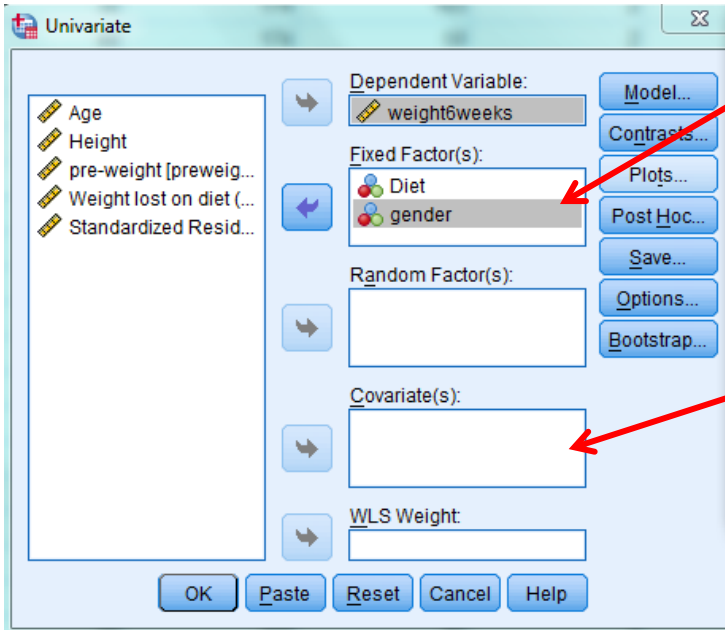 Univariate
Age
Height
pre-weight [preweig...
Weight lost on diet (...
Standardized Resid...
Dependent Variable:
weight6weeks
Fixed Factor(s):
Diet
gender
Random Factor(s):
Covariate(s):
WLS Weight:
Model...
Contrasts...
Plots...
Post Hoc...
Save...
Options...
Bootstrap...
OK Paste Reset Cancel Help